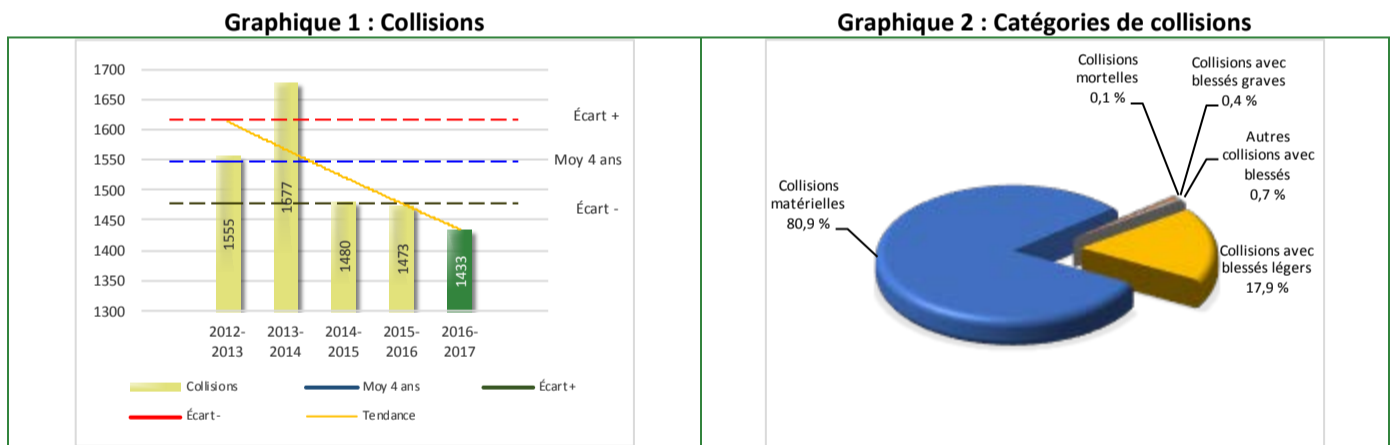 Graphique 1 : Collisions
1700
1650
1600
1550
1500
1450
1400
1350
1300
1555
1677
1480
1473
1433
Écart +
Moy 4 ans
Écart -
2012-
2013
2013-
2014
2014-
2015
2015-
2016
2016-
2017
Collisions
Moy 4 ans
Écart+
Écart-
Tendance
Graphique 2 : Catégories de collisions
Collisions
mortelles
0,1 %
Collisions avec
blessés graves
0,4 %
Autres
collisions avec
blessés
0,7 %
Collisions
matérielles
80,9 %
Collisions avec
blessés légers
17,9 %